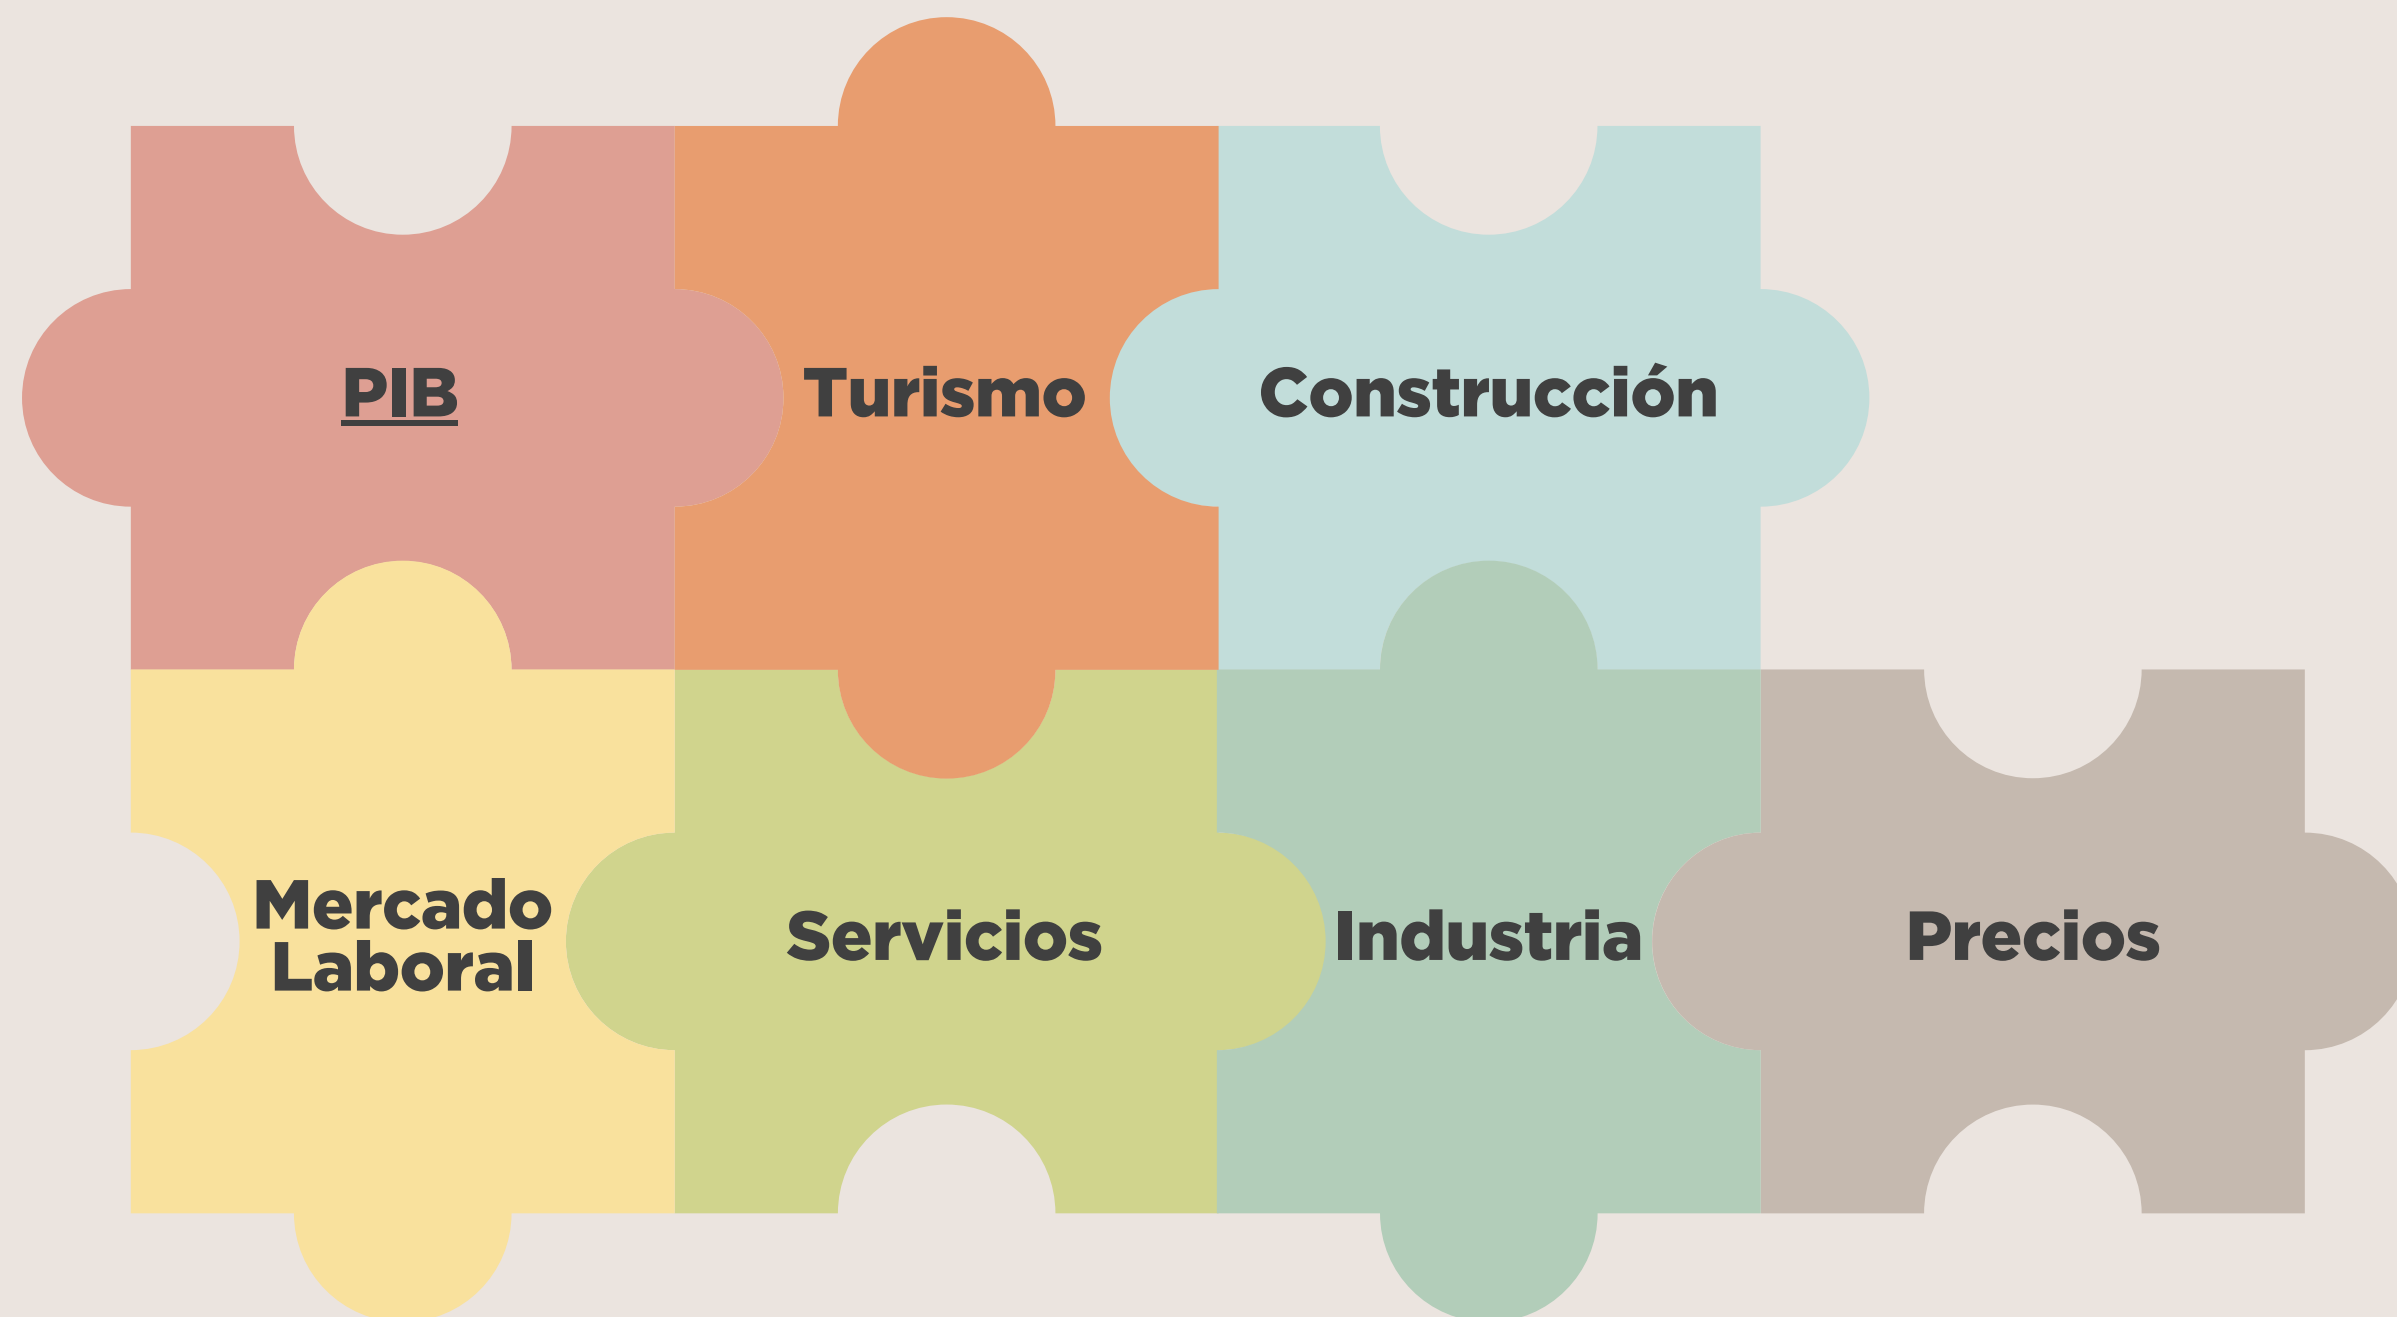 PIB
Turismo
Construcción
Mercado
Laboral
Servicios
Industria
Precios